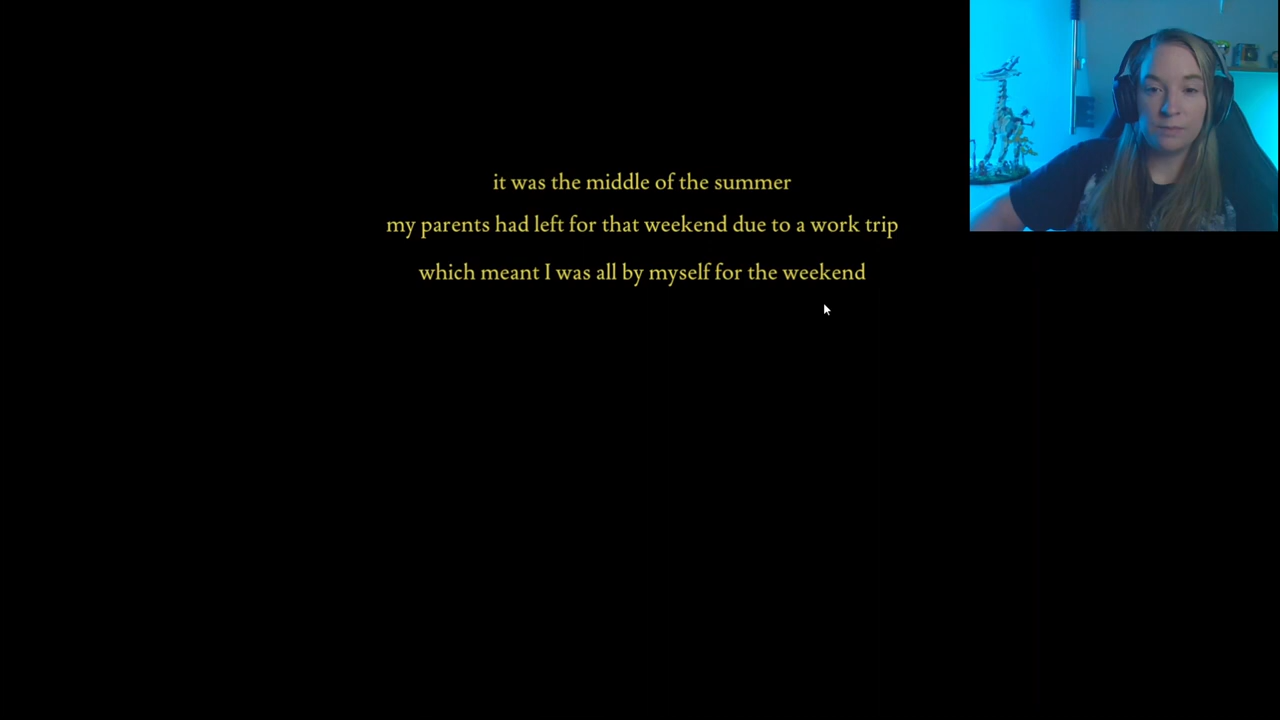 it was the middle of the summer
my parents had left for that weekend due to a work trip
which meant I was all by myself for the weekend